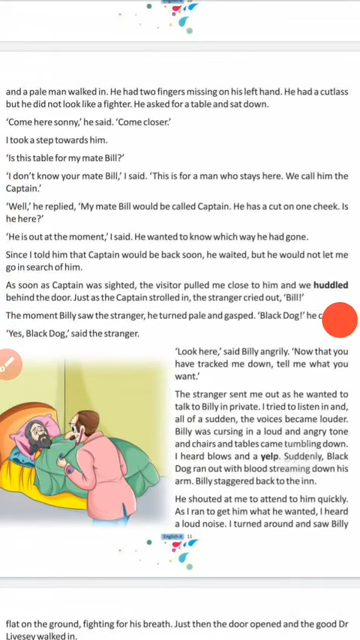 English-6
and a pale man walked in. He had two fingers missing on his left hand. He had a cutlass
but he did not look like a fighter. He asked for a table and sat down.
‘Come here sonny,’ he said. ‘Come closer.’
I took a step towards him.
‘Is this table for my mate Bill?’
‘I don’t know your mate Bill,’ I said. ‘This is for a man who stays here. We call him the
Captain.’
‘Well,’ he replied, ‘My mate Bill would be called Captain. He has a cut on one cheek. Is
he here?’
‘He is out at the moment,’ I said. He wanted to know which way he had gone.
Since I told him that Captain would be back soon, he waited, but he would not let me
go in search of him.
As soon as Captain was sighted, the visitor pulled me close to him and we huddled
behind the door. Just as the Captain strolled in, the stranger cried out, ‘Bill!’
The moment Billy saw the stranger, he turned pale and gasped. ‘Black Dog!’ he
‘Yes, Black Dog,’ said the stranger.
‘Look here,’ said Billy angrily. ‘Now that you
have tracked me down, tell me what you
want.’
The stranger sent me out as he wanted to
talk to Billy in private. I tried to listen in and,
all of a sudden, the voices became louder.
Billy was cursing in a loud and angry tone
and chairs and tables came tumbling down.
I heard blows and a yelp. Suddenly, Black
Dog ran out with blood streaming down his
arm. Billy staggered back to the inn.
He shouted at me to attend to him quickly.
As I ran to get him what he wanted, I heard
a loud noise. I turned around and saw Billy
English-6 11
flat on the ground, fighting for his breath. Just then the door opened and the good Dr
Livesey walked in.